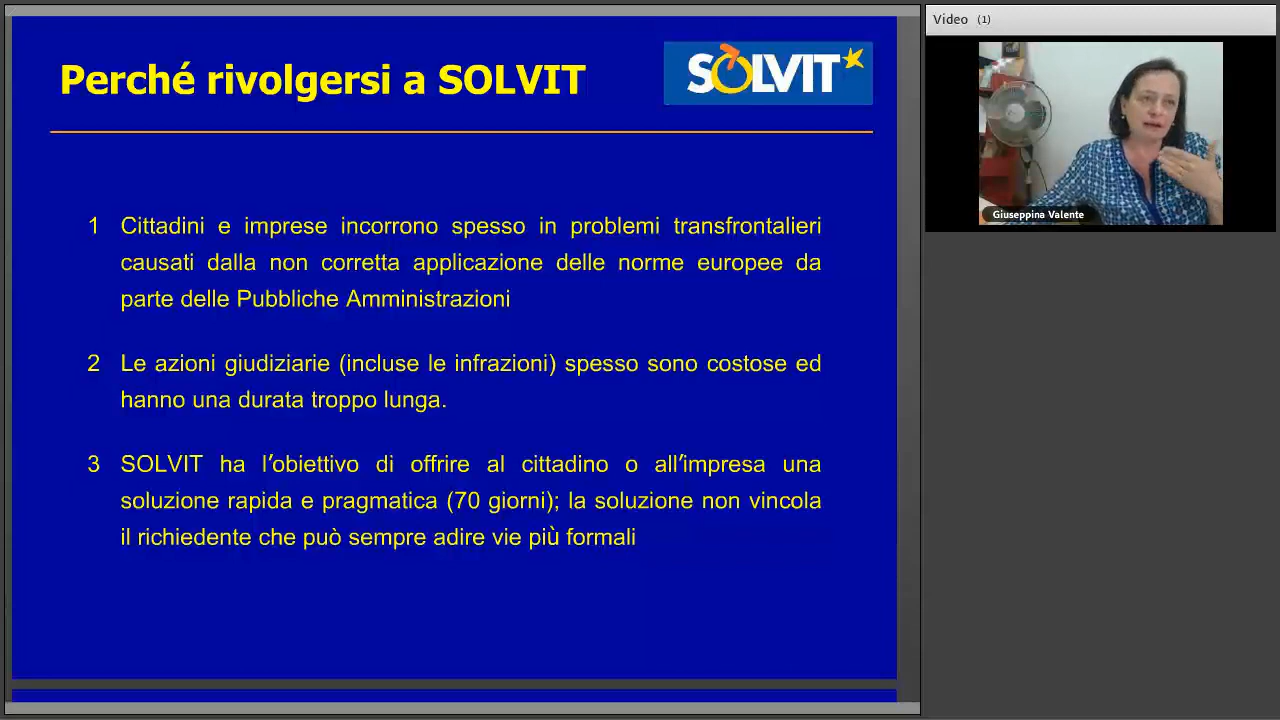 Perché rivolgersi a SOLVIT
SOLVIT
1 Cittadini e imprese incorrono spesso in problemi transfrontalieri
causati dalla non corretta applicazione delle norme europee da
parte delle Pubbliche Amministrazioni
2 Le azioni giudiziarie (incluse le infrazioni) spesso sono costose ed
hanno una durata troppo lunga.
3 SOLVIT ha l’obiettivo di offrire al cittadino o all’impresa una
soluzione rapida e pragmatica (70 giorni); la soluzione non vincola
il richiedente che può sempre adire vie più formali
Video (1)
Giuseppina Valente